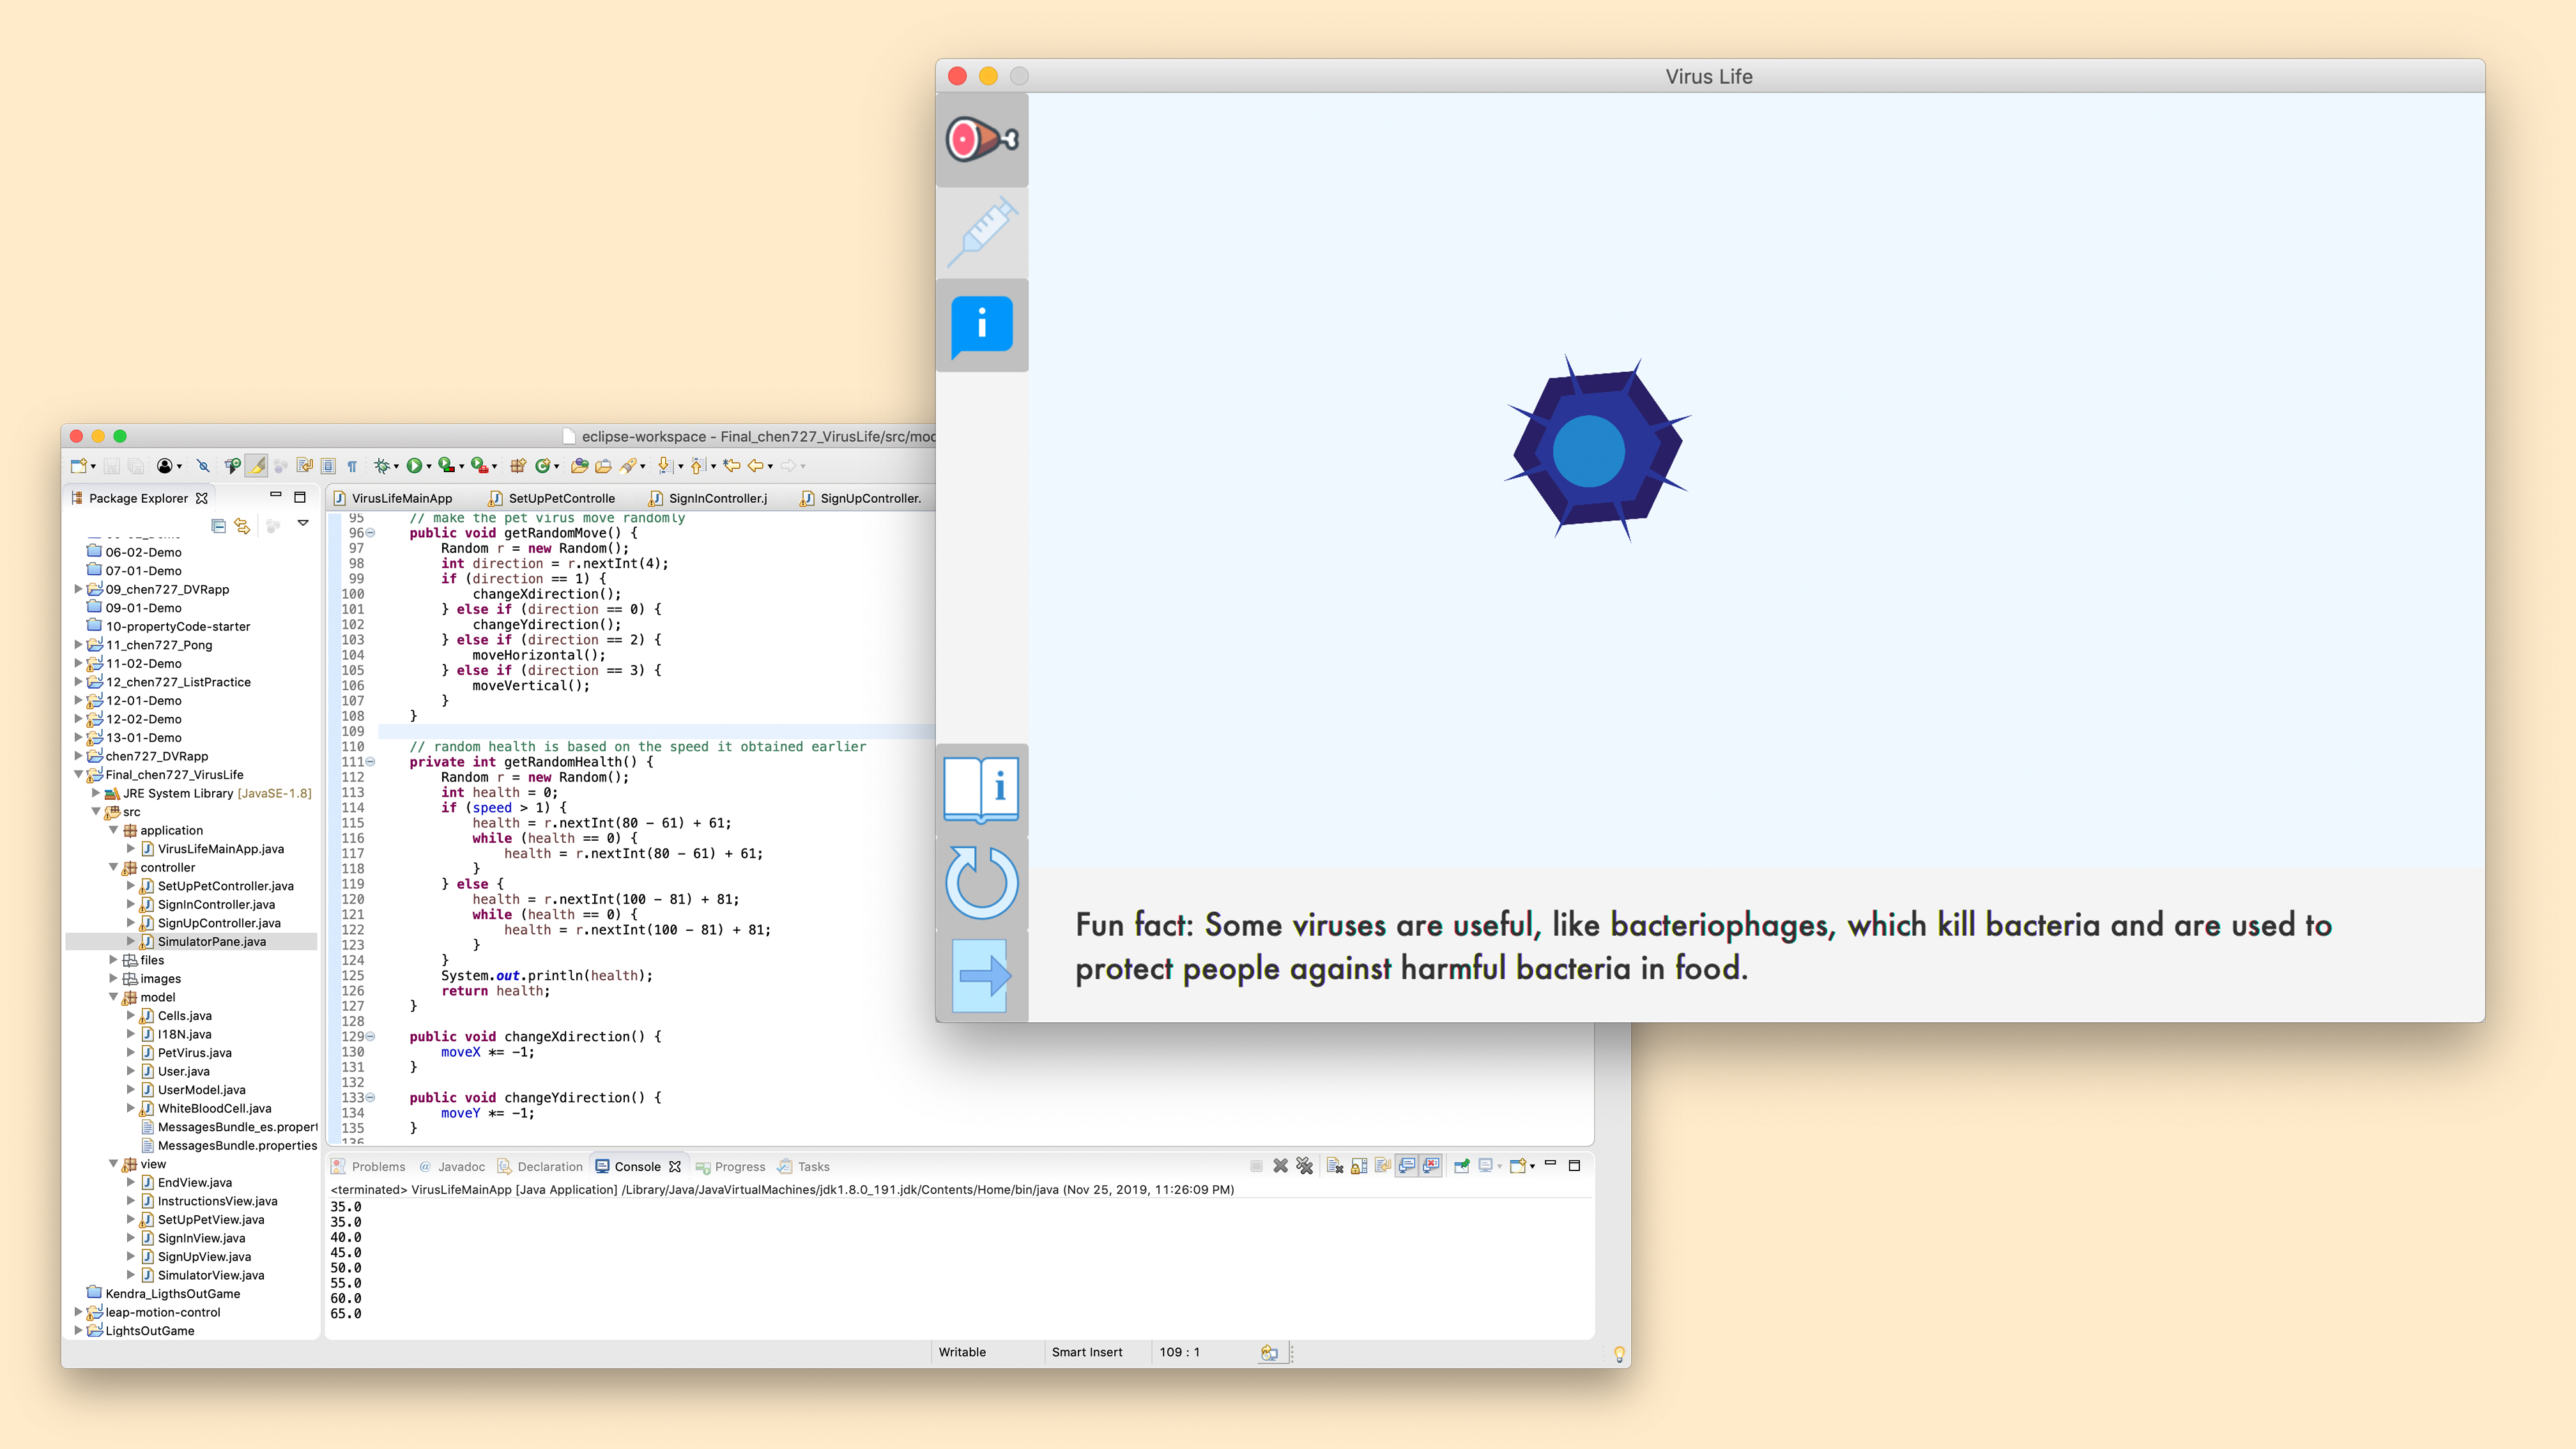 Virus Life
i
i
Fun fact: Some viruses are useful, like bacteriophages, which kill bacteria and are used to
protect people against harmful bacteria in food.
eclipse-workspace - Final_chen727_VirusLife/src/mod
Package Explorer
06-02-Demo
07-01-Demo
09_chen727_DVRapp
09-01-Demo
10-propertyCode-starter
11_chen727_Pong
11-02-Demo
12_chen727_ListPractice
12-01-Demo
12-02-Demo
13-01-Demo
chen727_DVRapp
Final_chen727_VirusLife
JRE System Library [JavaSE-1.8]
src
application
VirusLifeMainApp.java
controller
SetUpPetController.java
SignInController.java
SignUpController.java
SimulatorPane.java
files
images
model
Cells.java
I18N.java
PetVirus.java
User.java
UserModel.java
WhiteBloodCell.java
MessagesBundle_es.propert
MessagesBundle.properties
view
EndView.java
InstructionsView.java
SetUpPetView.java
SignInView.java
SignUpView.java
SimulatorView.java
Kendra_LigthsOutGame
leap-motion-control
LightsOutGame
VirusLifeMainApp SetUpPetControlle SignInController.j SignUpController.
95 // make the pet virus move randomly
96 public void getRandomMove() {
97 Random r = new Random();
98 int direction = r.nextInt(4);
99 if (direction == 1) {
100 changeXdirection();
101 } else if (direction == 0) {
102 changeYdirection();
103 } else if (direction == 2) {
104 moveHorizontal();
105 } else if (direction == 3) {
106 moveVertical();
107 }
108 }
109
110 // random health is based on the speed it obtained earlier
111 private int getRandomHealth() {
112 Random r = new Random();
113 int health = 0;
114 if (speed > 1) {
115 health = r.nextInt(80 - 61) + 61;
116 while (health == 0) {
117 health = r.nextInt(80 - 61) + 61;
118 }
119 } else {
120 health = r.nextInt(100 - 81) + 81;
121 while (health == 0) {
122 health = r.nextInt(100 - 81) + 81;
123 }
124 }
125 System.out.println(health);
126 return health;
127 }
128
129 public void changeXdirection() {
130 moveX *= -1;
131 }
132
133 public void changeYdirection() {
134 moveY *= -1;
135 }
136
Problems @ Javadoc Declaration Console Progress Tasks
<terminated> VirusLifeMainApp [Java Application] /Library/Java/JavaVirtualMachines/jdk1.8.0_191.jdk/Contents/Home/bin/java (Nov 25, 2019, 11:26:09 PM)
35.0
35.0
40.0
45.0
50.0
55.0
60.0
65.0
Writable Smart Insert 109 : 1